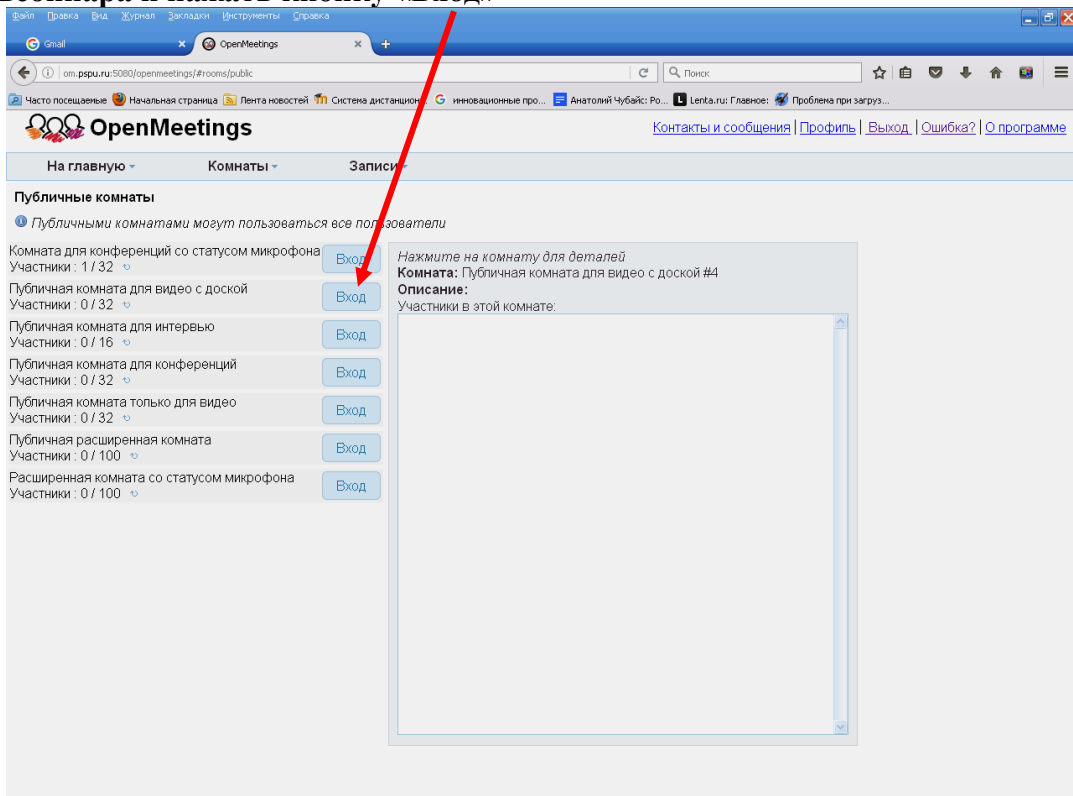 вебинара и нажать кнопку «Вход»
Файл Правка Вид Журнал Закладки Инструменты Справка
Gmail OpenMeetings
om.pspu.ru:5080/openmeetings/#rooms/public Поиск
Часто посещаемые Начальная страница Лента новостей Система дистанцион... инновационные про... Анатолий Чубайс: Ро... Lenta.ru: Главное: Проблема при загруз...
OpenMeetings Контакты и сообщения | Профиль | Выход | Ошибка? | О программе
На главную Комнаты Записи
Публичные комнаты
Публичными комнатами могут пользоваться все пользователи
Комната для конференций со статусом микрофона
Участники : 1 / 32
Вход
Публичная комната для видео с доской
Участники : 0 / 32
Вход
Публичная комната для интервью
Участники : 0 / 16
Вход
Публичная комната для конференций
Участники : 0 / 32
Вход
Публичная комната только для видео
Участники : 0 / 32
Вход
Публичная расширенная комната
Участники : 0 / 100
Вход
Расширенная комната со статусом микрофона
Участники : 0 / 100
Вход
Нажмите на комнату для деталей
Комната: Публичная комната для видео с доской #4
Описание:
Участники в этой комнате: